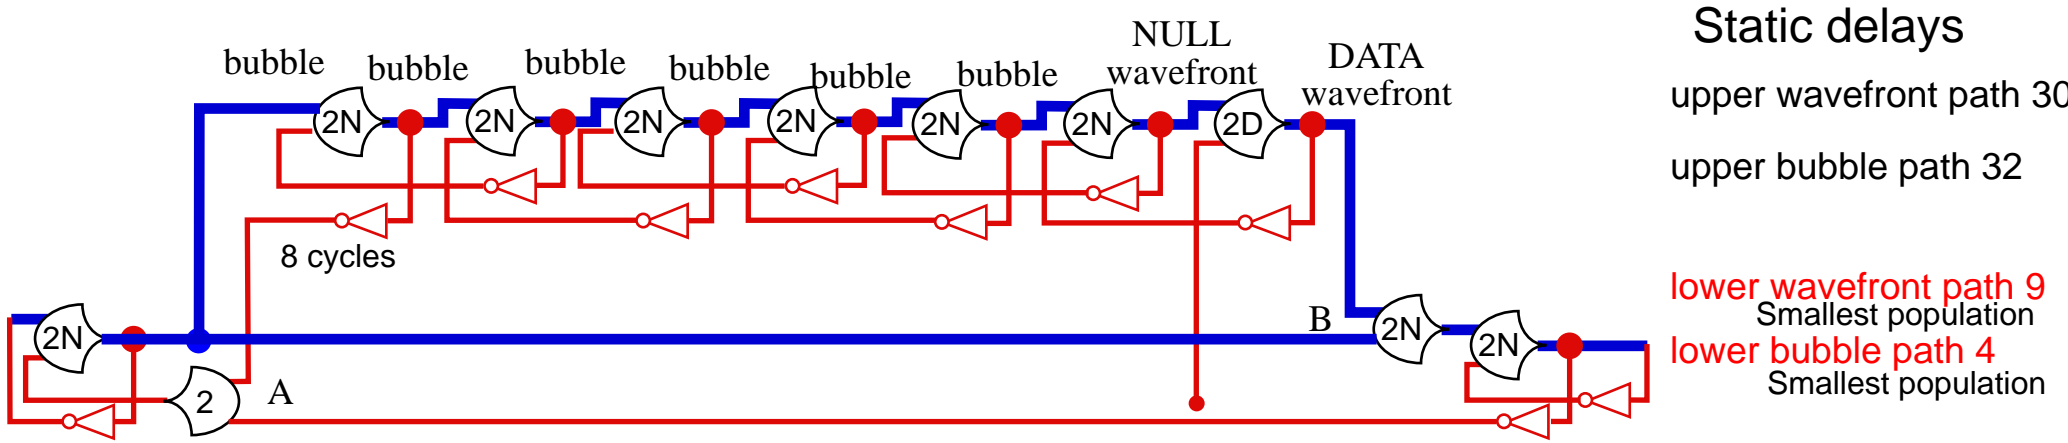 Static delays
NULL
wavefront
DATA
wavefront
bubble
bubble
bubble
bubble
bubble
bubble
upper wavefront path 30
2N
2N
2N
2N
2N
2N
2D
upper bubble path 32
8 cycles
lower wavefront path 9
Smallest population
2N
B
2N
2N
lower bubble path 4
Smallest population
2
A